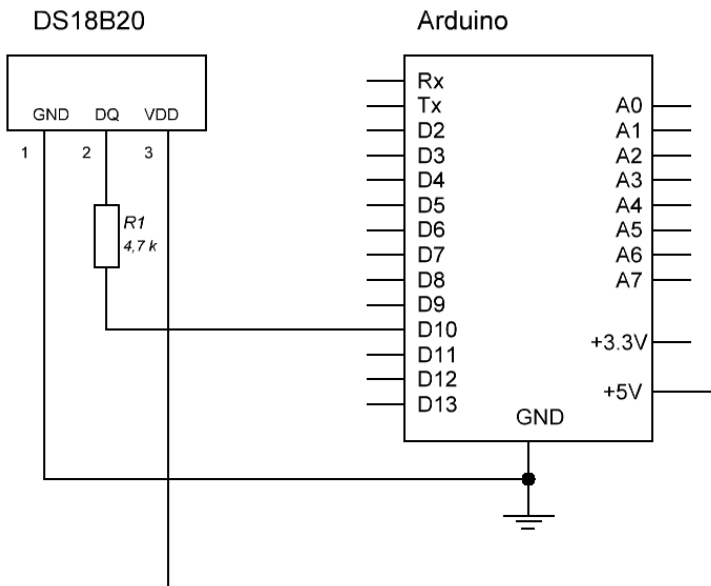 DS18B20
GND DQ VDD
1 2 3
R1
4,7 k
Arduino
Rx
Tx
D2
D3
D4
D5
D6
D7
D8
D9
D10
D11
D12
D13
A0
A1
A2
A3
A4
A5
A6
A7
+3.3V
+5V
GND